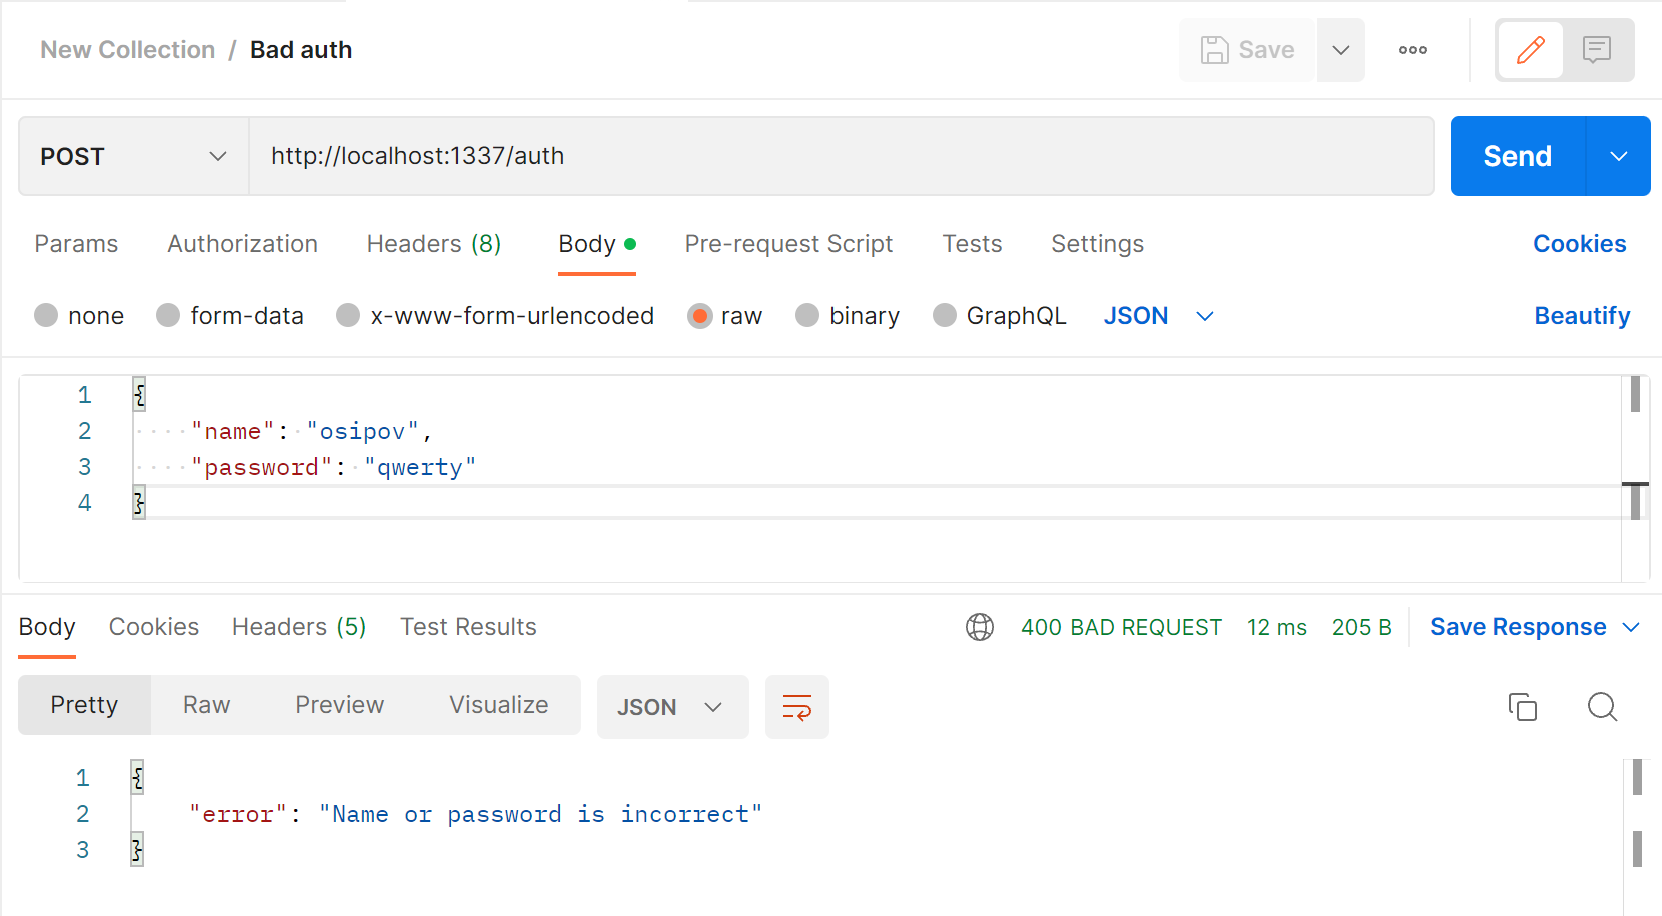 New Collection / Bad auth
Save
POST
http://localhost:1337/auth
Send
Params Authorization Headers (8) Body Pre-request Script Tests Settings Cookies
none form-data x-www-form-urlencoded raw binary GraphQL JSON Beautify
1 {
2 "name": "osipov",
3 "password": "qwerty"
4 }
Body Cookies Headers (5) Test Results 400 BAD REQUEST 12 ms 205 B Save Response
Pretty Raw Preview Visualize JSON
1 {
2 "error": "Name or password is incorrect"
3 }